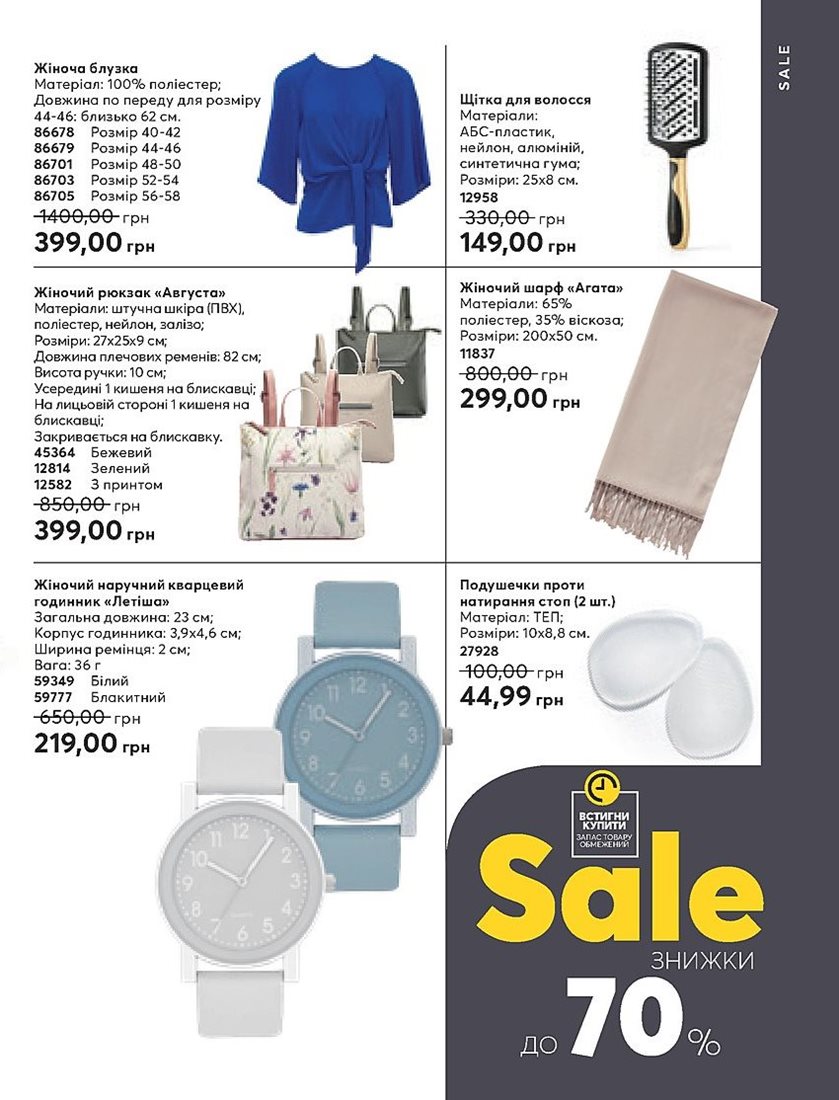 SALE
Жіноча блузка
Матеріал: 100% поліестер;
Довжина по переду для розміру
44-46: близько 62 см.
86678 Розмір 40-42
86679 Розмір 44-46
86701 Розмір 48-50
86703 Розмір 52-54
86705 Розмір 56-58
1400,00 грн
399,00 грн
Щітка для волосся
Матеріали:
АБС-пластик,
нейлон, алюміній,
синтетична гума;
Розміри: 25х8 см.
12958
330,00 грн
149,00 грн
Жіночий рюкзак «Августа»
Матеріали: штучна шкіра (ПВХ),
поліестер, нейлон, залізо;
Розміри: 27х25х9 см;
Довжина плечових ременів: 82 см;
Висота ручки: 10 см;
Усередині 1 кишеня на блискавці;
На лицьовій стороні 1 кишеня на
блискавці;
Закривається на блискавку.
45364 Бежевий
12814 Зелений
12582 З принтом
850,00 грн
399,00 грн
Жіночий шарф «Агата»
Матеріали: 65%
поліестер, 35% віскоза;
Розміри: 200х50 см.
11837
800,00 грн
299,00 грн
Жіночий наручний кварцевий
годинник «Летіша»
Загальна довжина: 23 см;
Корпус годинника: 3,9х4,6 см;
Ширина ремінця: 2 см;
Вага: 36 г
59349 Білий
59777 Блакитний
650,00 грн
219,00 грн
Подушечки проти
натирання стоп (2 шт.)
Матеріал: ТЕП;
Розміри: 10х8,8 см.
27928
100,00 грн
44,99 грн
ВСТИГНИ
КУПИТИ
ЗАПАС ТОВАРУ
ОБМЕЖЕНИЙ
Sale
ЗНИЖКИ
ДО 70%